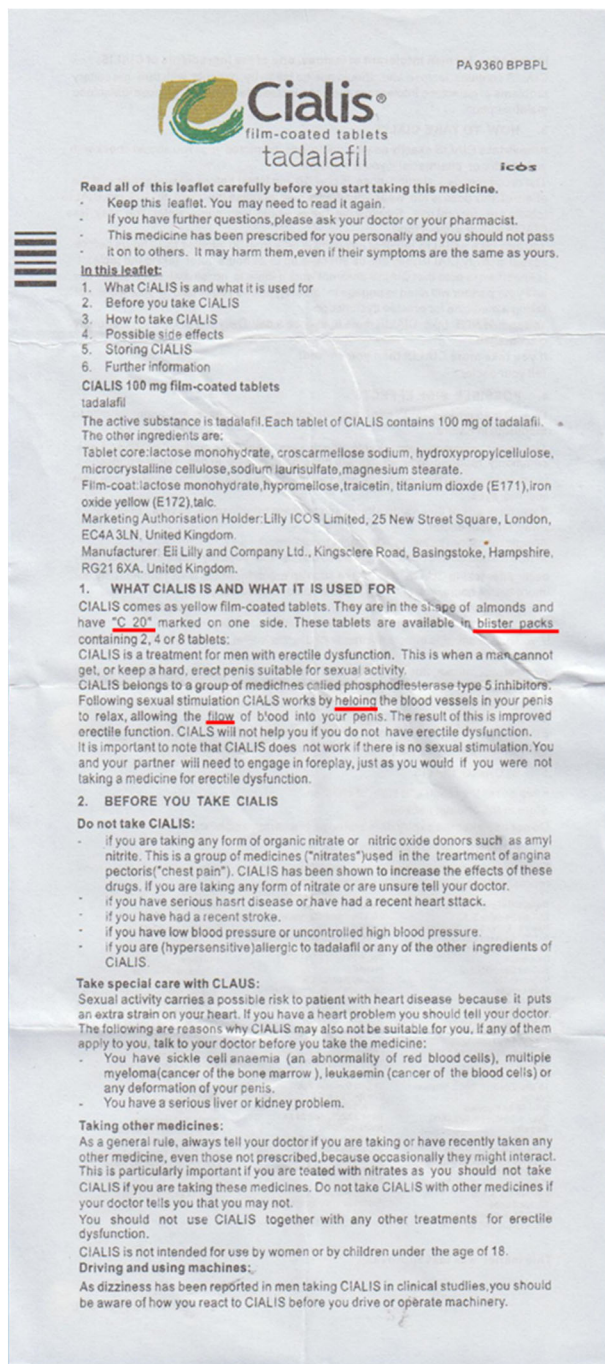 PA 9360 BPBPL
Cialis®
film-coated tablets
tadalafil
icos
Read all of this leaflet carefully before you start taking this medicine.
- Keep this leaflet. You may need to read it again.
- If you have further questions,please ask your doctor or your pharmacist.
- This medicine has been prescribed for you personally and you should not pass
- it on to others. It may harm them,even if their symptoms are the same as yours.
In this leaflet:
1. What CIALIS is and what it is used for
2. Before you take CIALIS
3. How to take CIALIS
4. Possible side effects
5. Storing CIALIS
6. Further information
CIALIS 100 mg film-coated tablets
tadalafil
The active substance is tadalafil.Each tablet of CIALIS contains 100 mg of tadalafil.
The other ingredients are:
Tablet core:lactose monohydrate, croscarmellose sodium, hydroxypropylcellulose,
microcrystalline cellulose,sodium laurisulfate,magnesium stearate.
Film-coat:lactose monohydrate,hypromellose,traicetin, titanium dioxde (E171),iron
oxide yellow (E172),talc.
Marketing Authorisation Holder:Lilly ICOS Limited, 25 New Street Square, London,
EC4A 3LN, United Kingdom.
Manufacturer: Eli Lilly and Company Ltd., Kingsclere Road, Basingstoke, Hampshire,
RG21 6XA. United Kingdom.
1. WHAT CIALIS IS AND WHAT IT IS USED FOR
CIALIS comes as yellow film-coated tablets. They are in the shape of almonds and
have "C 20" marked on one side. These tablets are available in blister packs
containing 2, 4 or 8 tablets:
CIALIS is a treatment for men with erectile dysfunction. This is when a man cannot
get, or keep a hard, erect penis suitable for sexual activity.
CIALIS belongs to a group of medicines called phosphodiesterase type 5 inhibitors.
Following sexual stimulation CIALS works by heloing the blood vessels in your penis
to relax, allowing the filow of blood into your penis. The result of this is improved
erectile function. CIALS will not help you if you do not have erectile dysfunction.
It is important to note that CIALIS does not work if there is no sexual stimulation.You
and your partner will need to engage in foreplay, just as you would if you were not
taking a medicine for erectile dysfunction.
2. BEFORE YOU TAKE CIALIS
Do not take CIALIS:
- if you are taking any form of organic nitrate or nitric oxide donors such as amyl
nitrite. This is a group of medicines ("nitrates")used in the treartment of angina
pectoris("chest pain"). CIALIS has been shown to increase the effects of these
drugs. If you are taking any form of nitrate or are unsure tell your doctor.
- if you have serious hasrt disease or have had a recent heart sttack.
- if you have had a recent stroke.
- if you have low blood pressure or uncontrolled high blood pressure.
- if you are (hypersensitive)allergic to tadalafil or any of the other ingredients of
CIALIS.
Take special care with CLAUS:
Sexual activity carries a possible risk to patient with heart disease because it puts
an extra strain on your heart. If you have a heart problem you should tell your doctor.
The following are reasons why CIALIS may also not be suitable for you, If any of them
apply to you, talk to your doctor before you take the medicine:
- You have sickle cell anaemia (an abnormality of red blood cells), multiple
myeloma(cancer of the bone marrow ), leukaemin (cancer of the blood cells) or
any deformation of your penis.
- You have a serious liver or kidney problem.
Taking other medicines:
As a general rule, always tell your doctor if you are taking or have recently taken any
other medicine, even those not prescribed,because occasionally they might interact.
This is particularly important if you are teated with nitrates as you should not take
CIALIS if you are taking these medicines. Do not take CIALIS with other medicines if
your doctor tells you that you may not.
You should not use CIALIS together with any other treatments for erectile
dysfunction.
CIALIS is not intended for use by women or by children under the age of 18.
Driving and using machines:
As dizziness has been reported in men taking CIALIS in clinical studlies,you should
be aware of how you react to CIALIS before you drive or operate machinery.